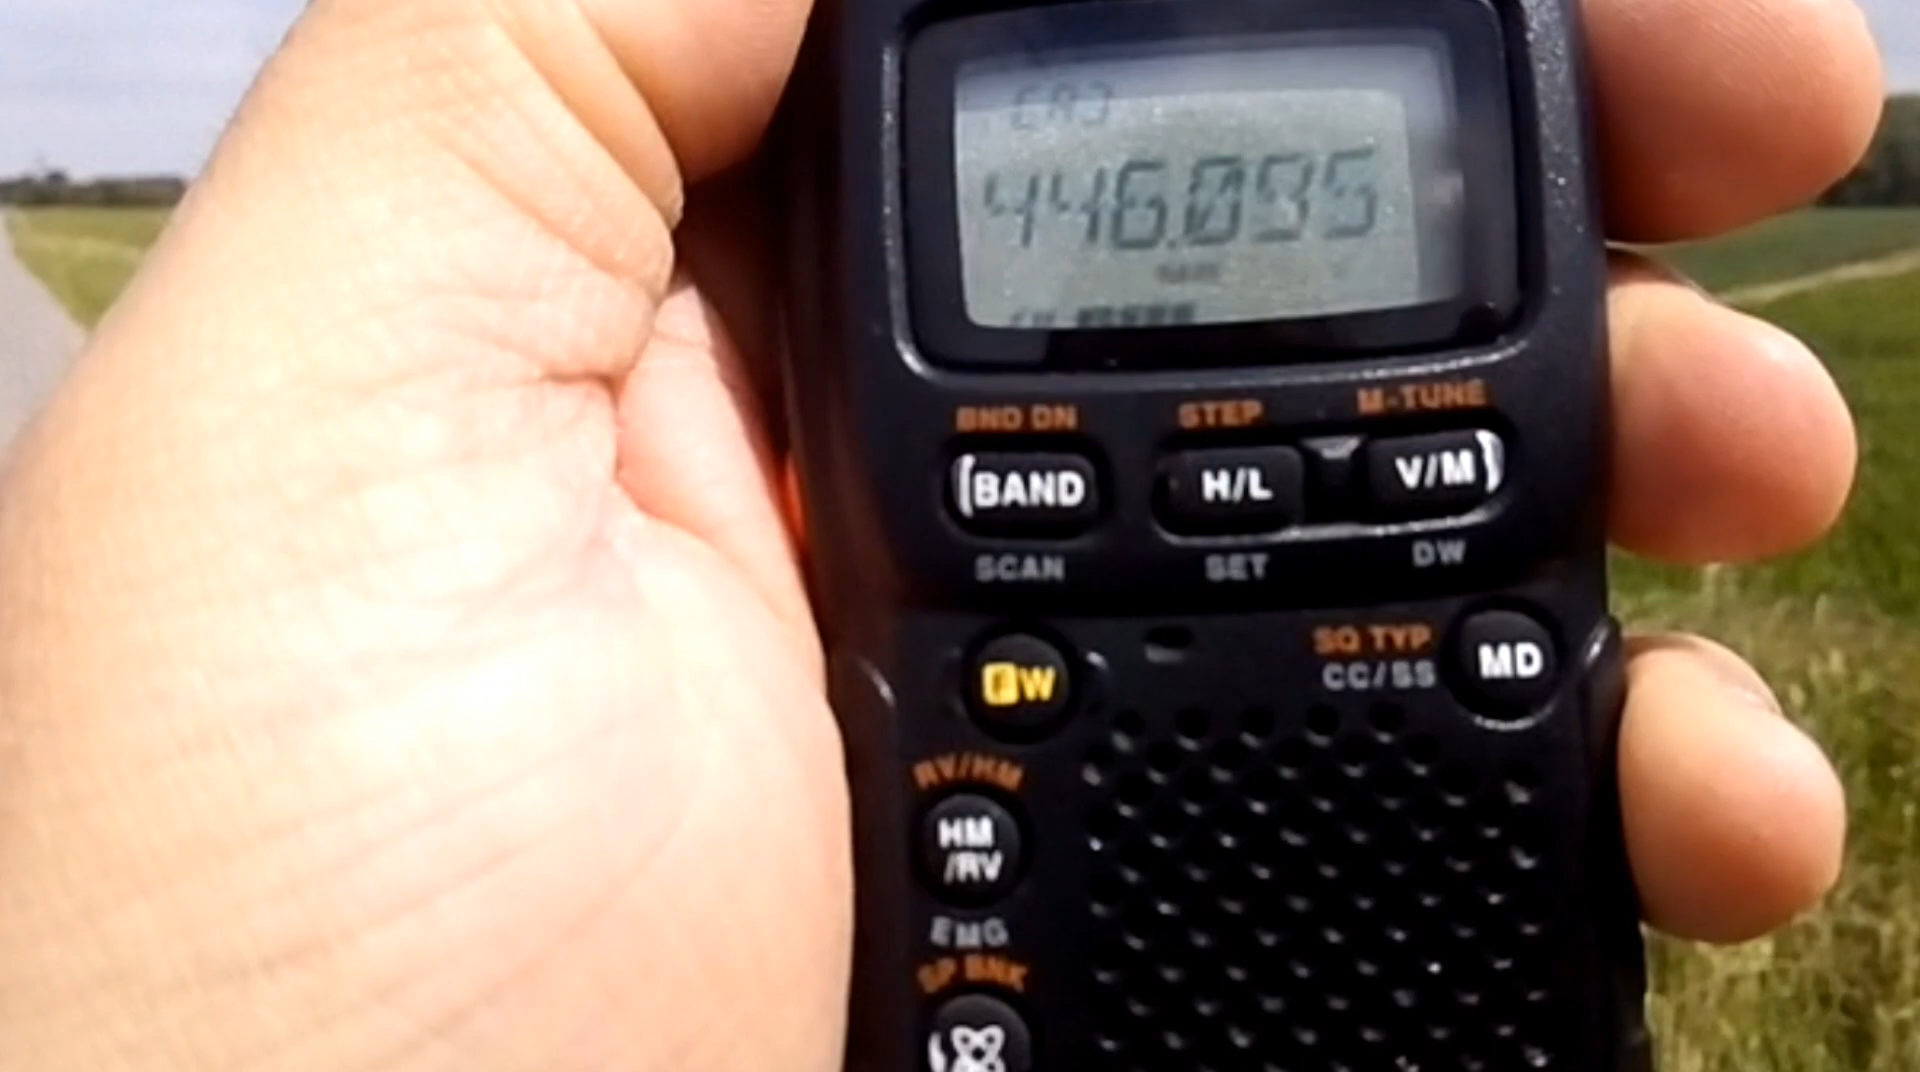 446.095
BND DN STEP M-TUNE
(BAND H/L V/M)
SCAN SET DW
FW
SQ TYP
CC/SS
MD
RV/HM
HM
/RV
EMG
SP BNK